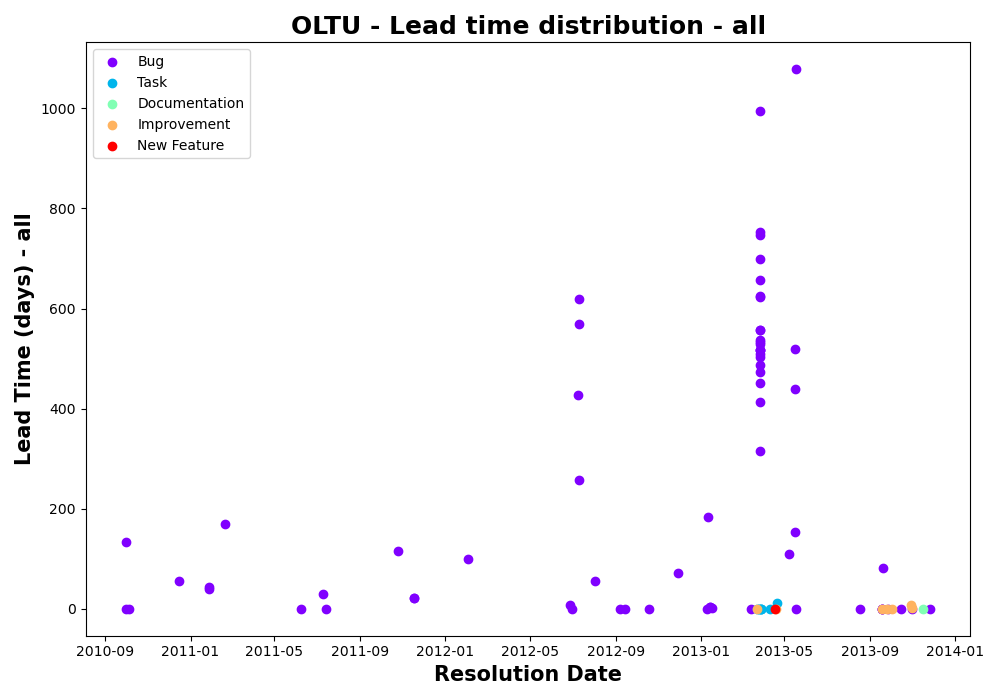 OLTU - Lead time distribution - all
Bug
Task
Documentation
Improvement
New Feature
Lead Time (days) - all
1000
800
600
400
200
0
2010-09 2011-01 2011-05 2011-09 2012-01 2012-05 2012-09 2013-01 2013-05 2013-09 2014-01
Resolution Date